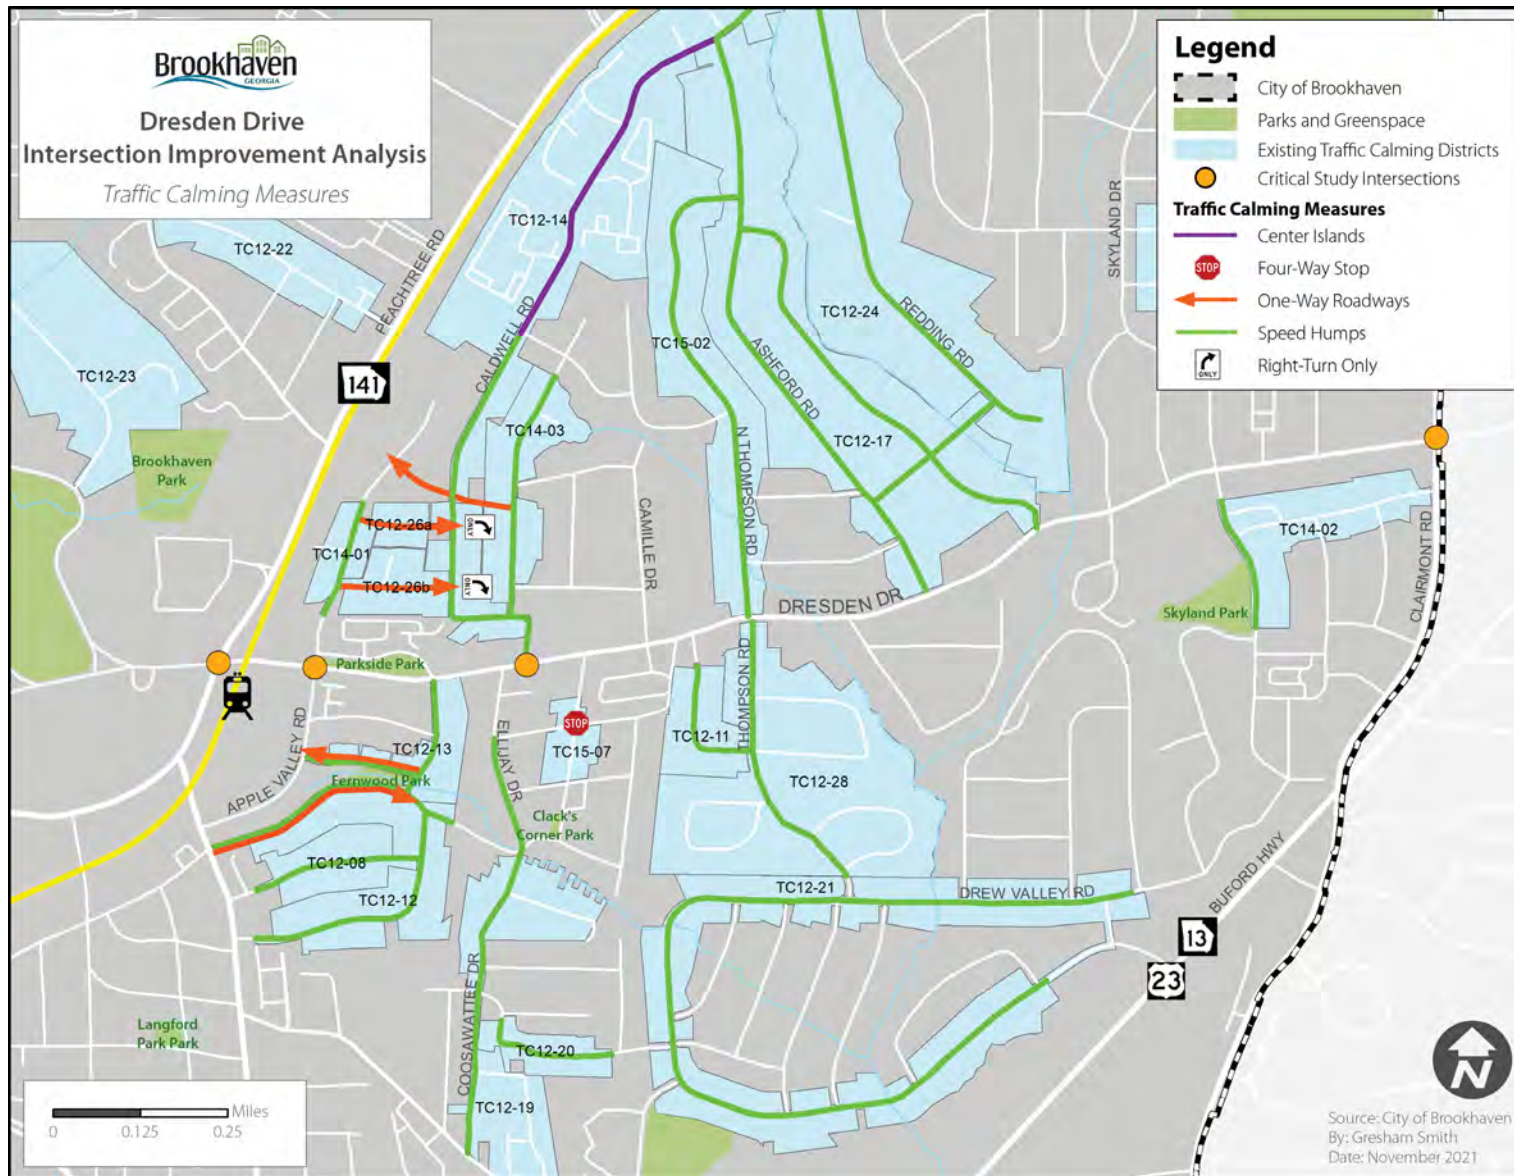 Brookhaven
GEORGIA
Dresden Drive
Intersection Improvement Analysis
Traffic Calming Measures
Legend
City of Brookhaven
Parks and Greenspace
Existing Traffic Calming Districts
Critical Study Intersections
Traffic Calming Measures
Center Islands
STOP
Four-Way Stop
One-Way Roadways
Speed Humps
ONLY
Right-Turn Only
TC12-22
TC12-14
PEACHTREE RD
SKYLAND DR
TC12-24
REDDING RD
CALDWELL RD
TC15-02
ASHFORD RD
TC12-23
141
TC14-03
TC12-17
N THOMPSON RD
Brookhaven
Park
TC12-26a
ONLY
TC14-01
TC12-26b
ONLY
CAMILLE DR
TC14-02
CLAIRMONT RD
DRESDEN DR
Skyland Park
Parkside Park
THOMPSON RD
APPLE VALLEY RD
TC12-13
ELLIJAY DR
STOP
TC15-07
TC12-11
TC12-28
Fernwood Park
Clack's
Corner Park
TC12-08
TC12-12
TC12-21
DREW VALLEY RD
BUFORD HWY
13
23
COOSAWATTEE DR
Langford
Park Park
TC12-20
TC12-19
Miles
0
0.125
0.25
N
Source: City of Brookhaven
By: Gresham Smith
Date: November 2021